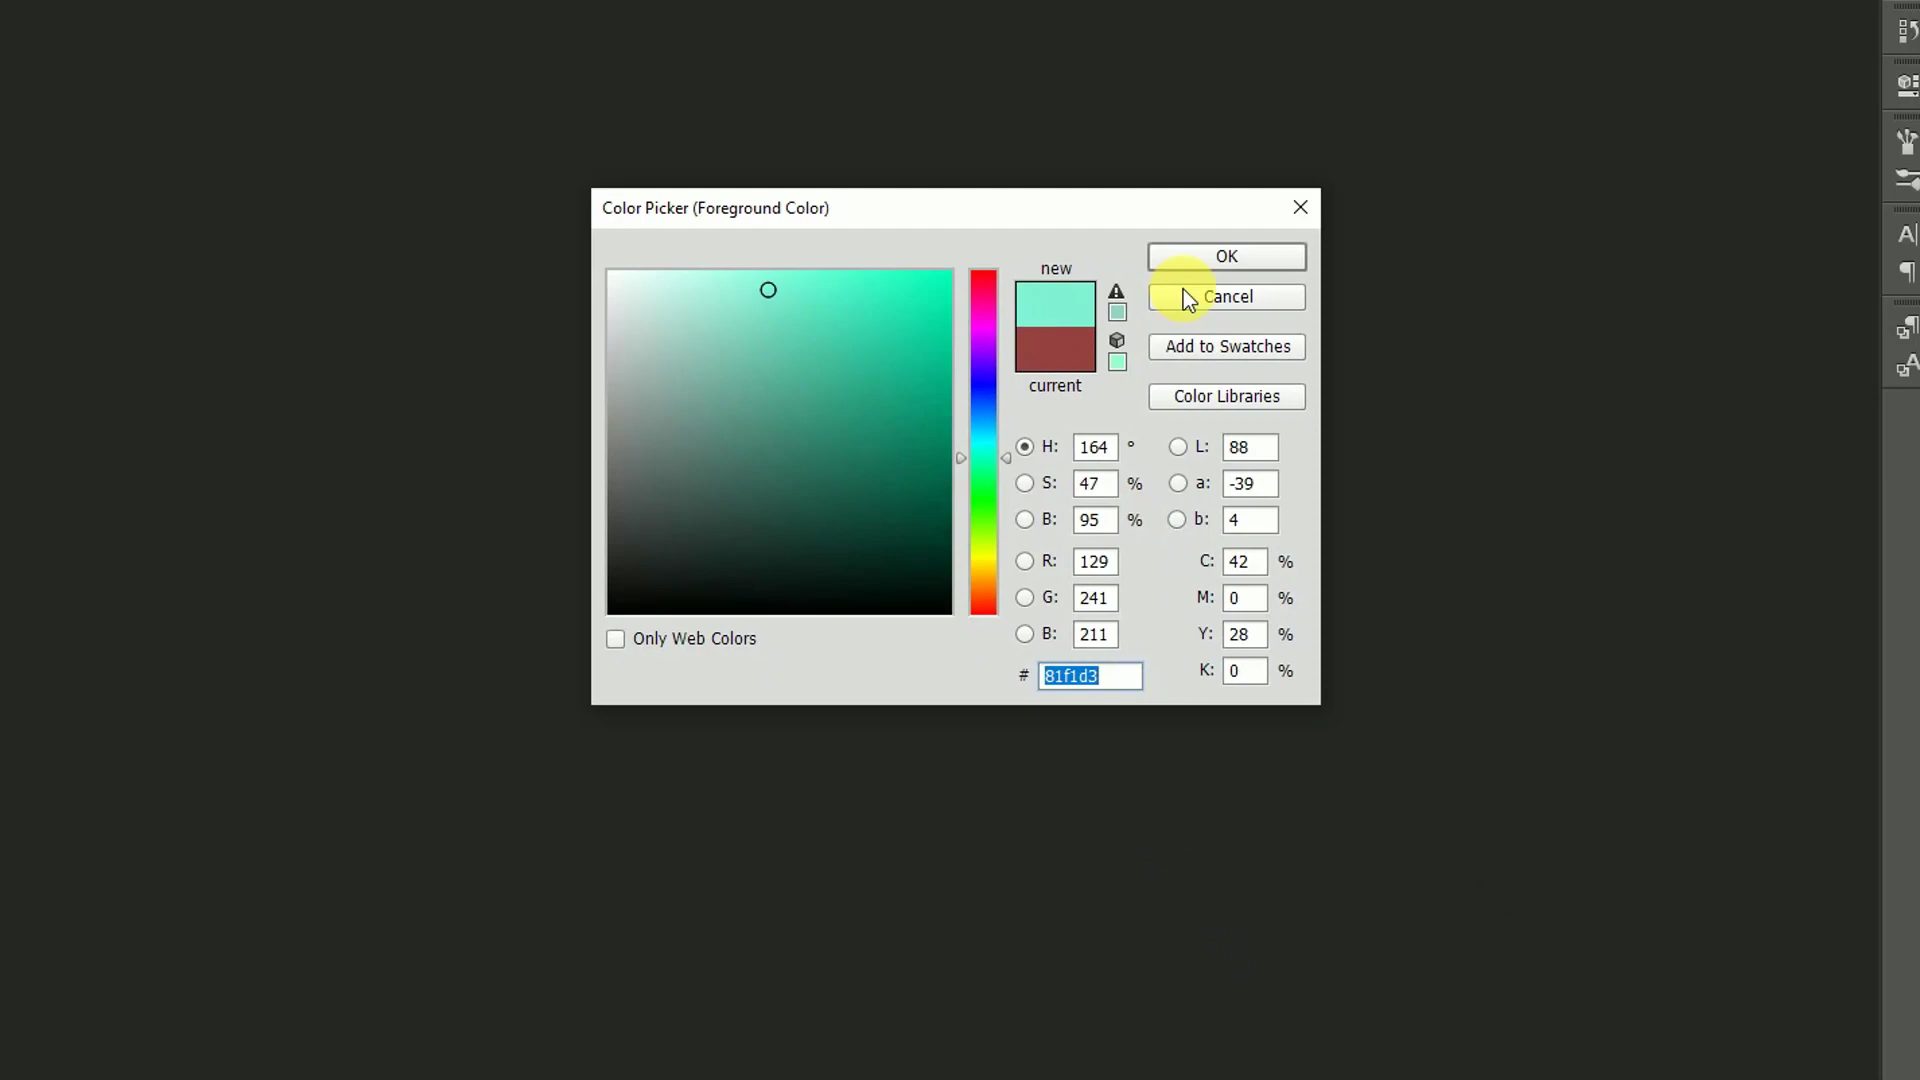 Color Picker (Foreground Color)
new
current
OK
Cancel
Add to Swatches
Color Libraries
H: 164 °
S: 47 %
B: 95 %
R: 129
G: 241
B: 211
# 81f1d3
L: 88
a: -39
b: 4
C: 42 %
M: 0 %
Y: 28 %
K: 0 %
Only Web Colors